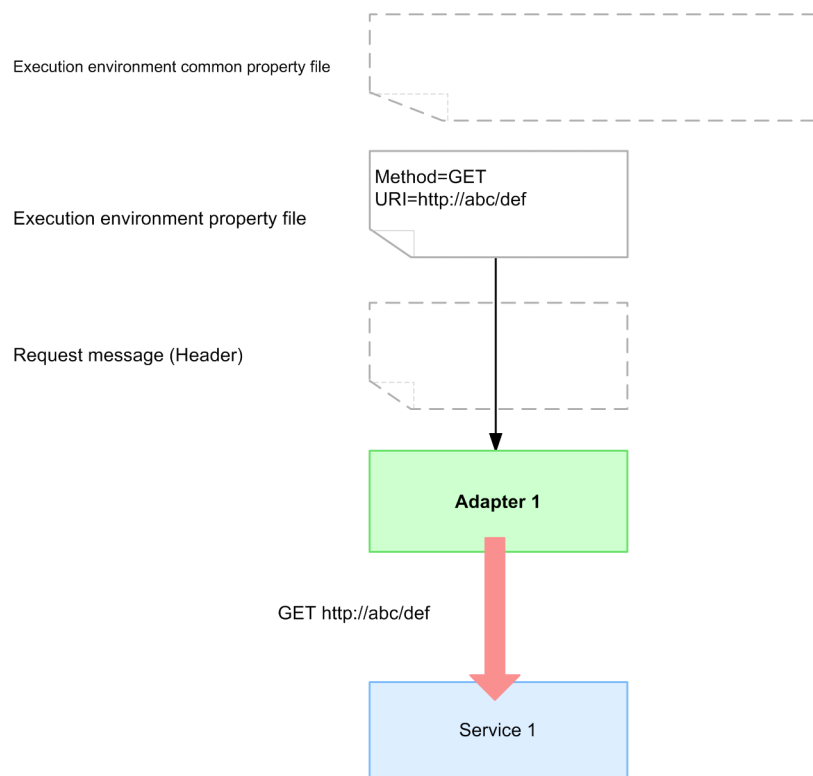 Execution environment common property file
Method=GET
URI=http://abc/def
Execution environment property file
Request message (Header)
Adapter 1
GET http://abc/def
Service 1